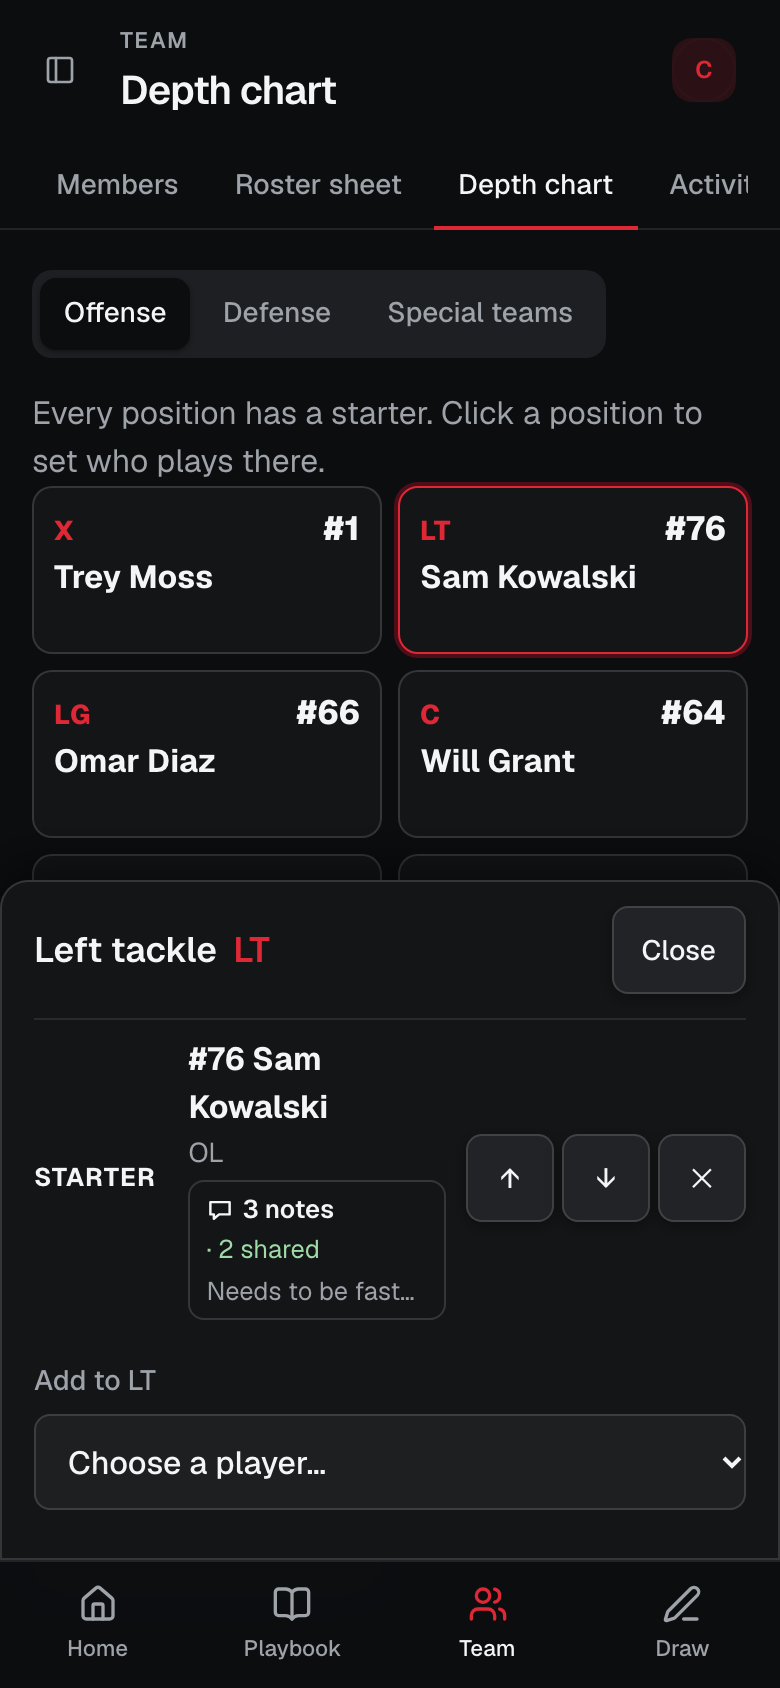 TEAM
Depth chart
C
Members Roster sheet Depth chart Activit
Offense Defense Special teams
Every position has a starter. Click a position to
set who plays there.
X #1
Trey Moss
LT #76
Sam Kowalski
LG #66
Omar Diaz
C #64
Will Grant
Left tackle LT
Close
STARTER
#76 Sam
Kowalski
OL
3 notes
· 2 shared
Needs to be fast...
Add to LT
Choose a player...
Home Playbook Team Draw